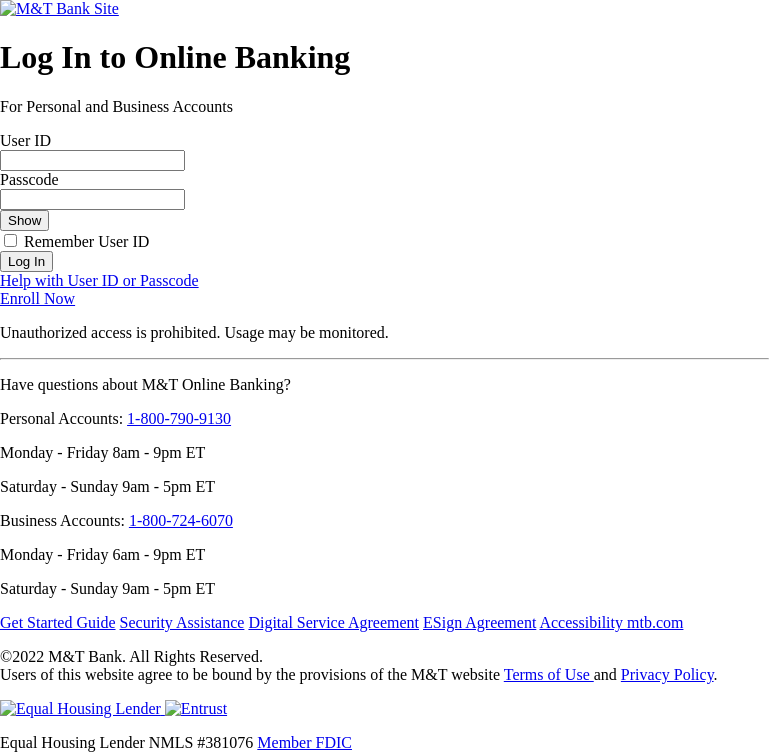 M&T Bank Site
Log In to Online Banking
For Personal and Business Accounts
User ID
Passcode
Show
Remember User ID
Log In
Help with User ID or Passcode
Enroll Now
Unauthorized access is prohibited. Usage may be monitored.
Have questions about M&T Online Banking?
Personal Accounts: 1-800-790-9130
Monday - Friday 8am - 9pm ET
Saturday - Sunday 9am - 5pm ET
Business Accounts: 1-800-724-6070
Monday - Friday 6am - 9pm ET
Saturday - Sunday 9am - 5pm ET
Get Started Guide Security Assistance Digital Service Agreement ESign Agreement Accessibility mtb.com
©2022 M&T Bank. All Rights Reserved.
Users of this website agree to be bound by the provisions of the M&T website Terms of Use and Privacy Policy.
Equal Housing Lender Entrust
Equal Housing Lender NMLS #381076 Member FDIC